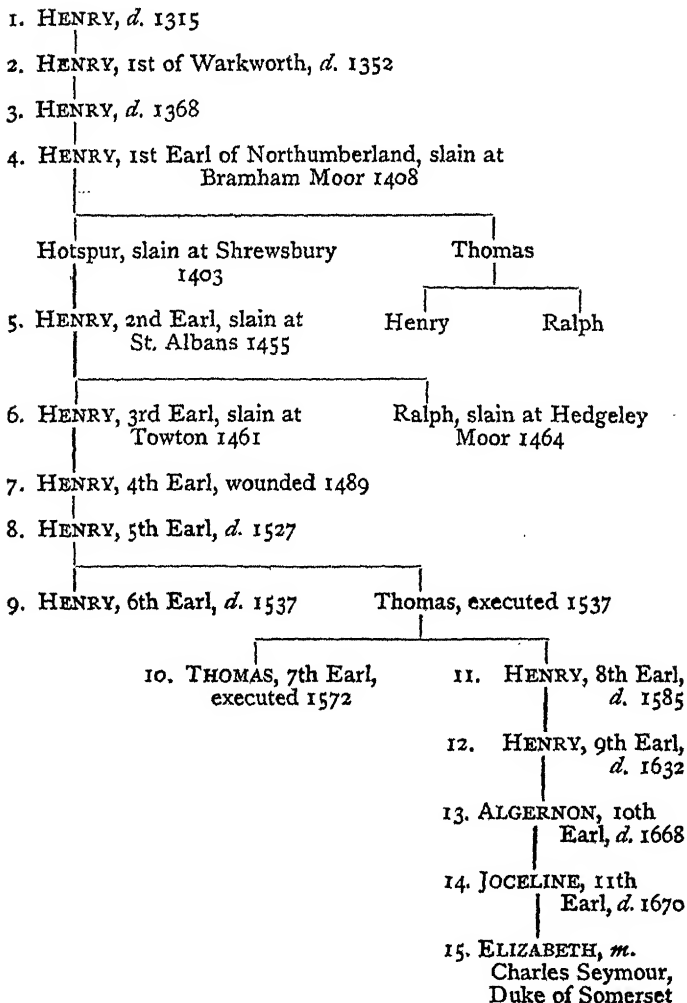 1. HENRY, d. 1315
2. HENRY, 1st of Warkworth, d. 1352
3. HENRY, d. 1368
4. HENRY, 1st Earl of Northumberland, slain at
Bramham Moor 1408
Hotspur, slain at Shrewsbury
1403
Thomas
5. HENRY, 2nd Earl, slain at
St. Albans 1455
Henry
Ralph
6. HENRY, 3rd Earl, slain at
Towton 1461
Ralph, slain at Hedgeley
Moor 1464
7. HENRY, 4th Earl, wounded 1489
8. HENRY, 5th Earl, d. 1527
9. HENRY, 6th Earl, d. 1537
Thomas, executed 1537
10. THOMAS, 7th Earl,
executed 1572
11. HENRY, 8th Earl,
d. 1585
12. HENRY, 9th Earl,
d. 1632
13. ALGERNON, 10th
Earl, d. 1668
14. JOCELINE, 11th
Earl, d. 1670
15. ELIZABETH, m.
Charles Seymour,
Duke of Somerset